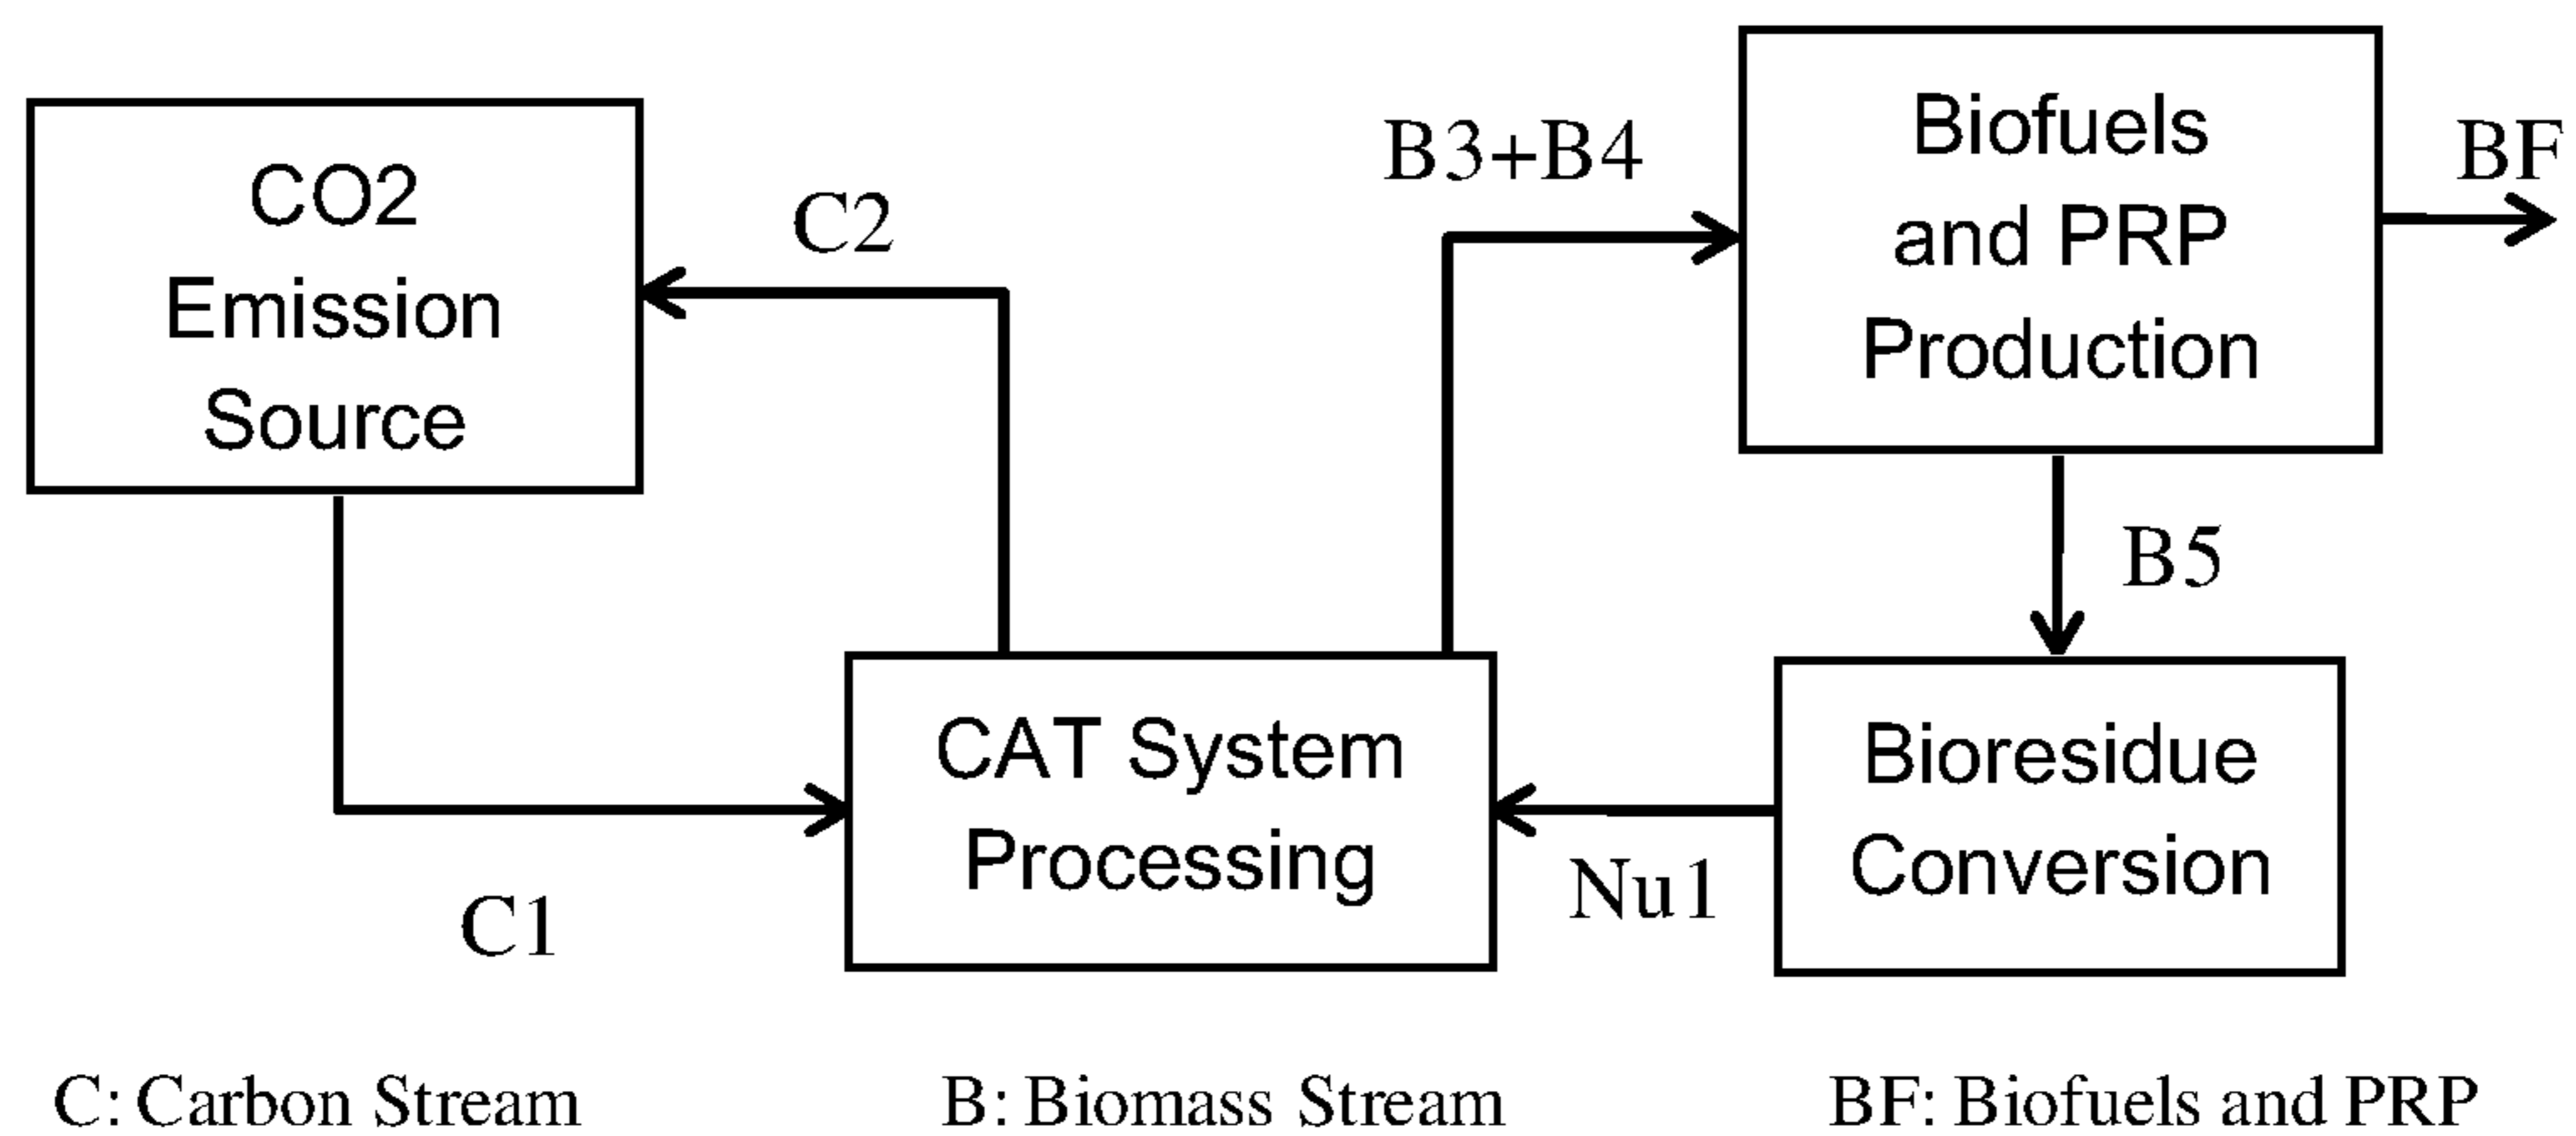 CO2
Emission
Source
C2
C1
CAT System
Processing
B3+B4
Biofuels
and PRP
Production
BF
B5
Bioresidue
Conversion
Nu1
C: Carbon Stream
B: Biomass Stream
BF: Biofuels and PRP